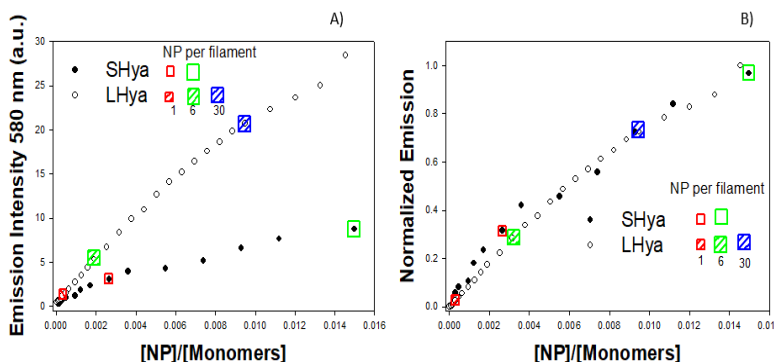 A)
Emission Intensity 580 nm (a.u.)
30
25
20
15
10
5
0
NP per filament
SHya
LHya
1 6 30
0.000 0.002 0.004 0.006 0.008 0.010 0.012 0.014 0.016
[NP]/[Monomers]
B)
Normalized Emission
1.0
0.8
0.6
0.4
0.2
0.0
NP per filament
SHya
LHya
1 6 30
0.000 0.002 0.004 0.006 0.008 0.010 0.012 0.014 0.016
[NP]/[Monomers]